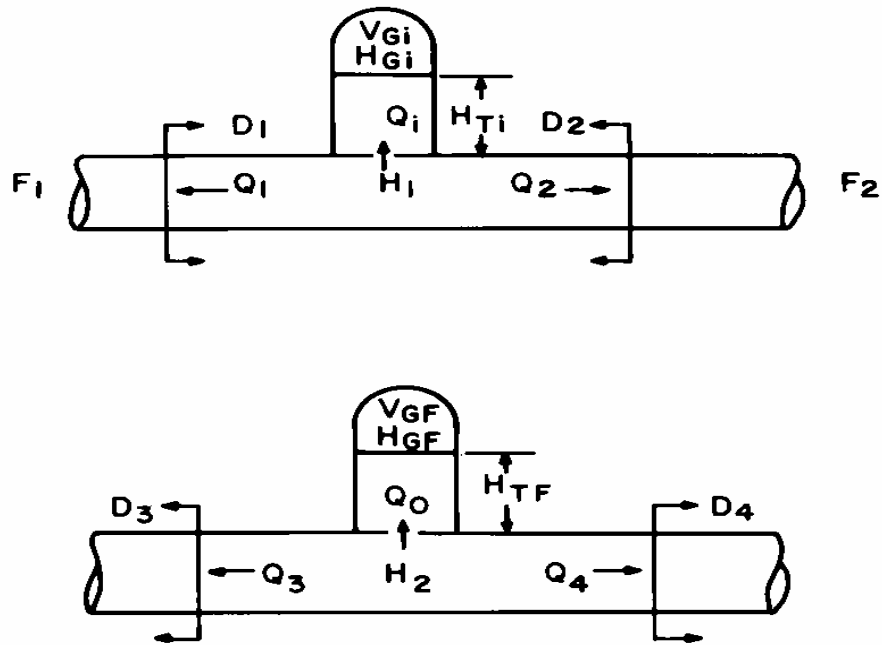 VGi
HGi
D1 Qi HTi D2
F1 Q1 H1 Q2 F2
VGF
HGF
D3 QO HTF D4
Q3 H2 Q4